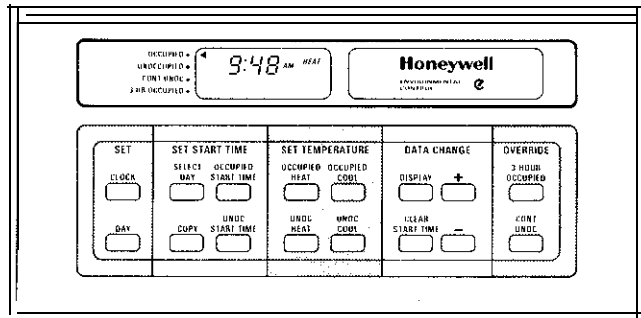 OCCUPIED
UNOCCUPIED
CONT UNOC
3 HR OCCUPIED
9:48 AM HEAT
Honeywell
ENVIRONMENTAL
CONTROL
SET
SET START TIME
SET TEMPERATURE
DATA CHANGE
OVERRIDE
CLOCK
SELECT DAY
OCCUPIED START TIME
OCCUPIED HEAT
OCCUPIED COOL
DISPLAY
+
3 HOUR OCCUPIED
DAY
COPY
UNOC START TIME
UNOC HEAT
UNOC COOL
CLEAR START TIME
−
CONT UNOC